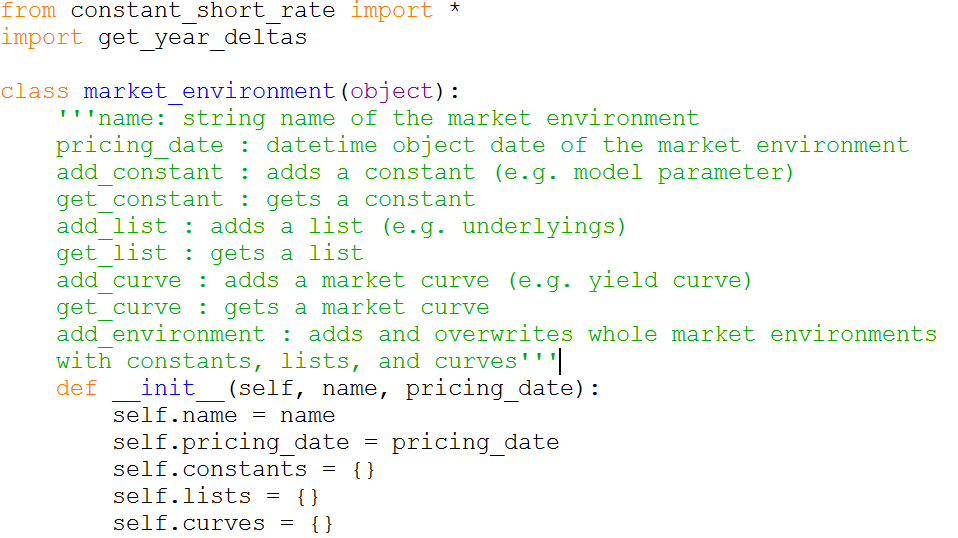 from constant_short_rate import *
import get_year_deltas

class market_environment(object):
    '''name: string name of the market environment
    pricing_date : datetime object date of the market environment
    add_constant : adds a constant (e.g. model parameter)
    get_constant : gets a constant
    add_list : adds a list (e.g. underlyings)
    get_list : gets a list
    add_curve : adds a market curve (e.g. yield curve)
    get_curve : gets a market curve
    add_environment : adds and overwrites whole market environments
    with constants, lists, and curves'''
    def __init__(self, name, pricing_date):
        self.name = name
        self.pricing_date = pricing_date
        self.constants = {}
        self.lists = {}
        self.curves = {}